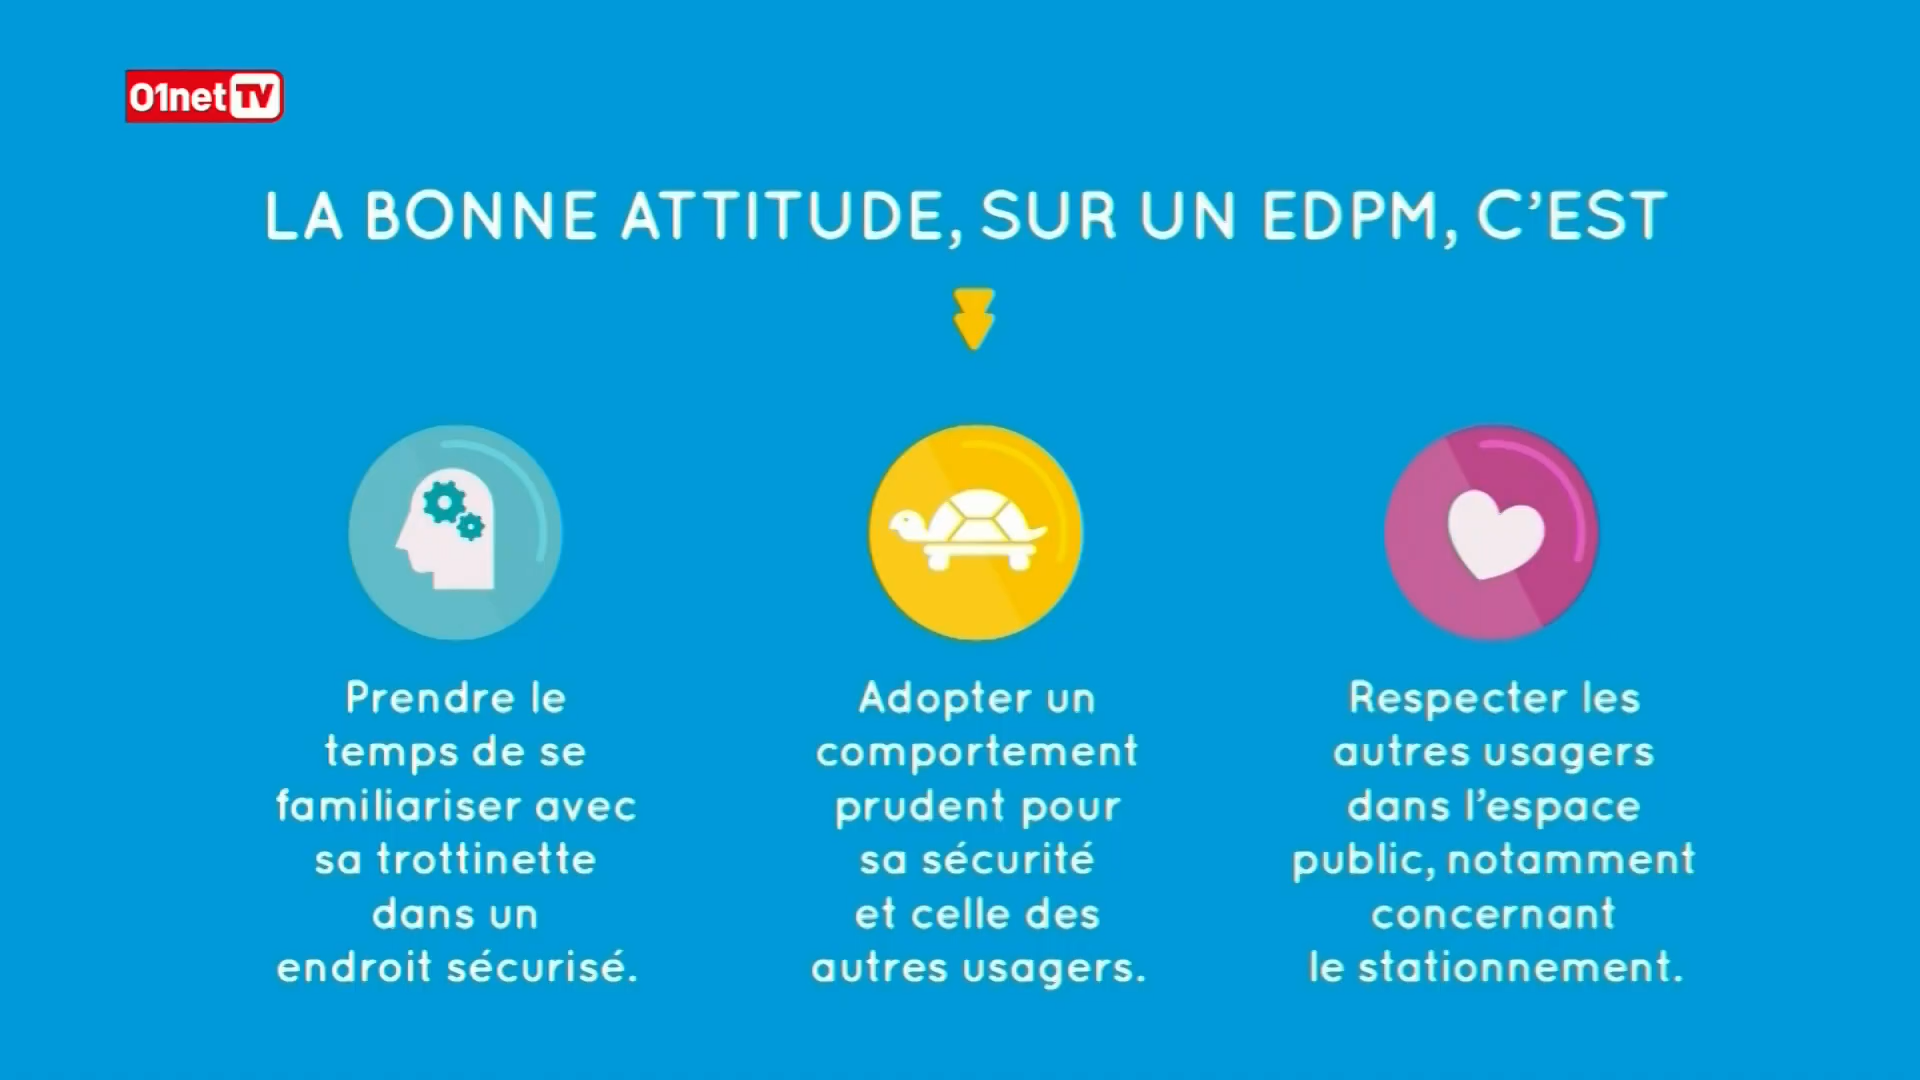 01net TV
LA BONNE ATTITUDE, SUR UN EDPM, C'EST
Prendre le
temps de se
familiariser avec
sa trottinette
dans un
endroit sécurisé.
Adopter un
comportement
prudent pour
sa sécurité
et celle des
autres usagers.
Respecter les
autres usagers
dans l'espace
public, notamment
concernant
le stationnement.